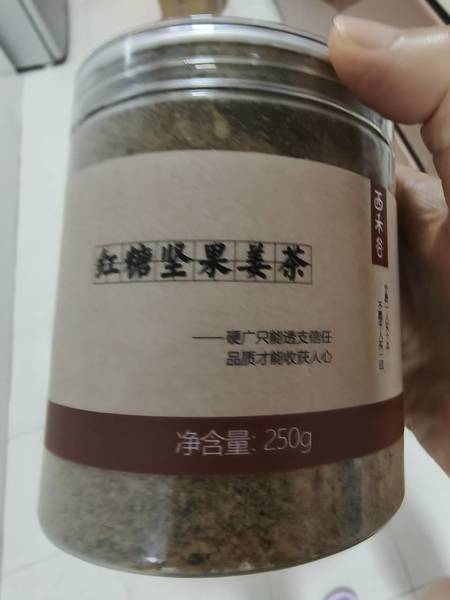 红糖坚果姜茶
——硬广只能透支信任
品质才能收获人心
净含量: 250g